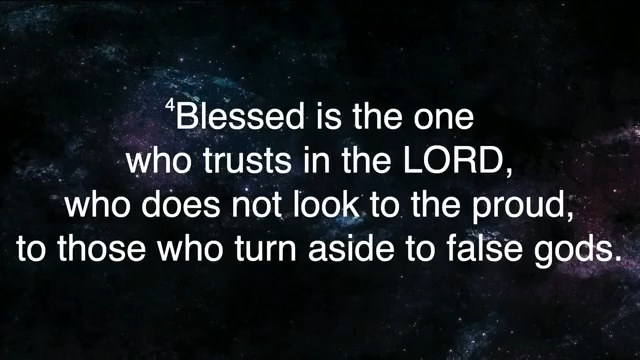 ⁴Blessed is the one
who trusts in the LORD,
who does not look to the proud,
to those who turn aside to false gods.